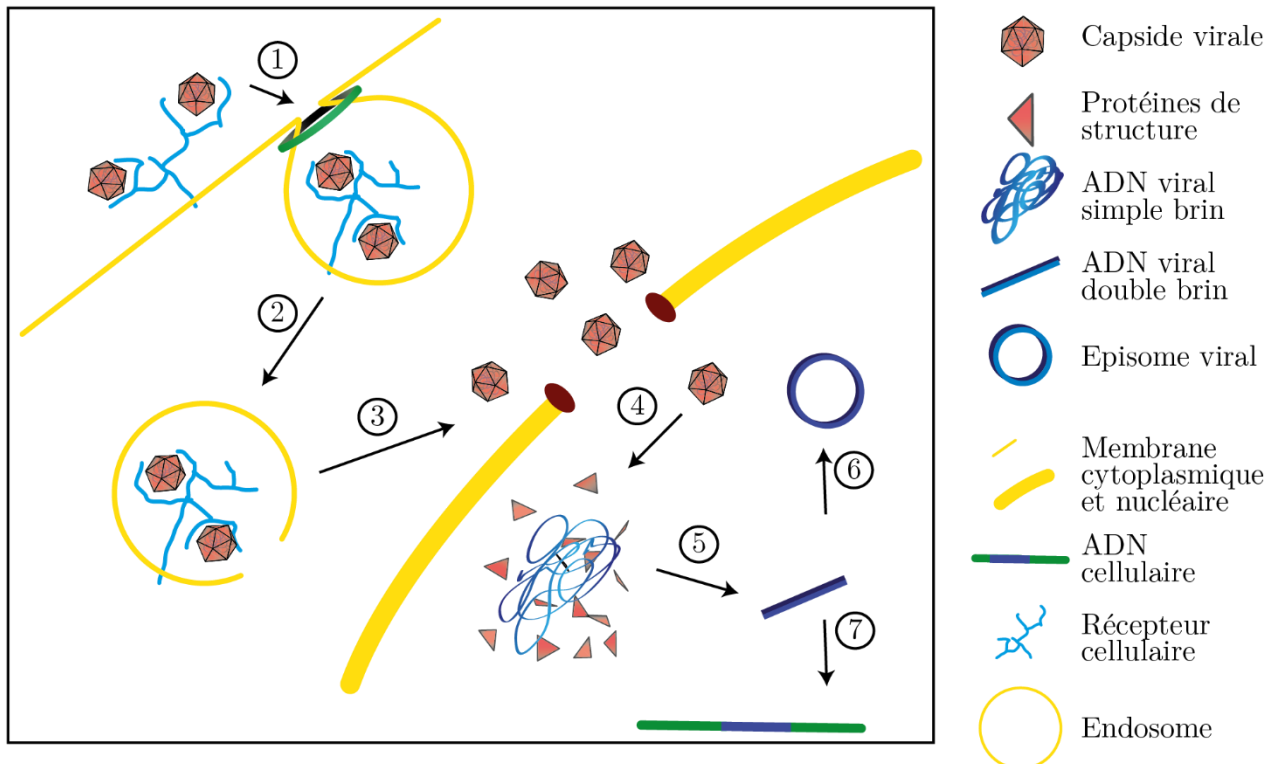 1
2
3
4
5
6
7
Capside virale
Protéines de
structure
ADN viral
simple brin
ADN viral
double brin
Episome viral
Membrane
cytoplasmique
et nucléaire
ADN
cellulaire
Récepteur
cellulaire
Endosome